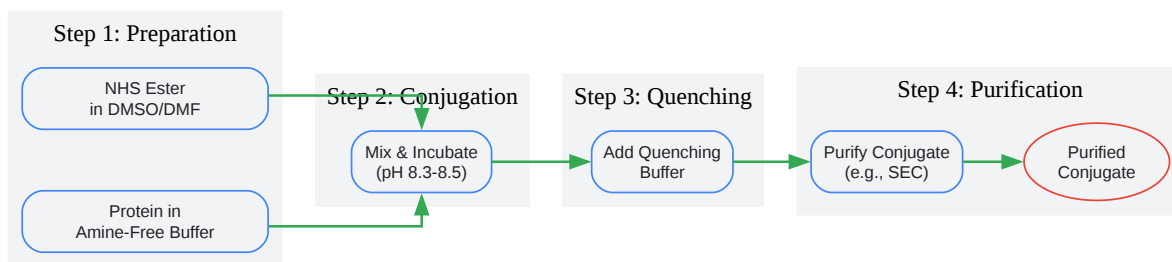 Step 1: Preparation
NHS Ester
in DMSO/DMF
Protein in
Amine-Free Buffer
Step 2: Conjugation
Mix & Incubate
(pH 8.3-8.5)
Step 3: Quenching
Add Quenching
Buffer
Step 4: Purification
Purify Conjugate
(e.g., SEC)
Purified
Conjugate